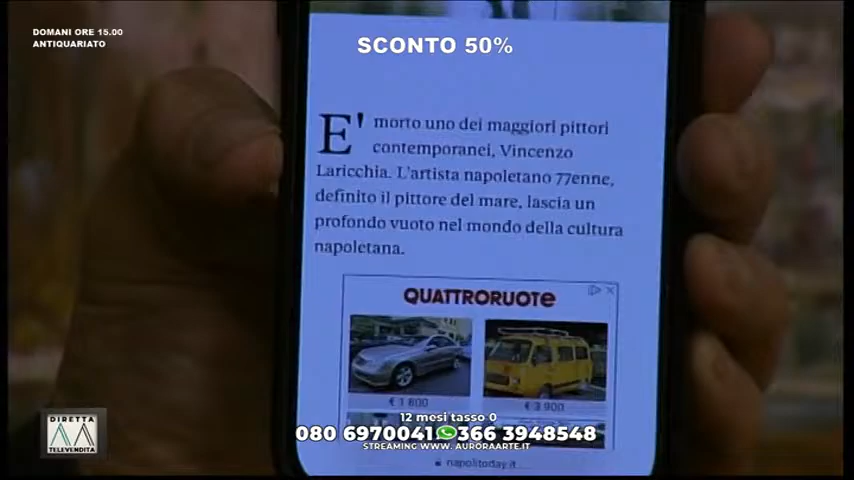 DOMANI ORE 15.00
ANTIQUARIATO
SCONTO 50%
E' morto uno dei maggiori pittori
contemporanei, Vincenzo
Laricchia. L'artista napoletano 77enne,
definito il pittore del mare, lascia un
profondo vuoto nel mondo della cultura
napoletana.
QUATTRORUOTE
€ 1 800
€ 3 900
12 mesi tasso 0
080 6970041 366 3948548
STREAMING WWW. AURORAARTE.IT
napolitoday.it
DIRETTA
TELEVENDITA